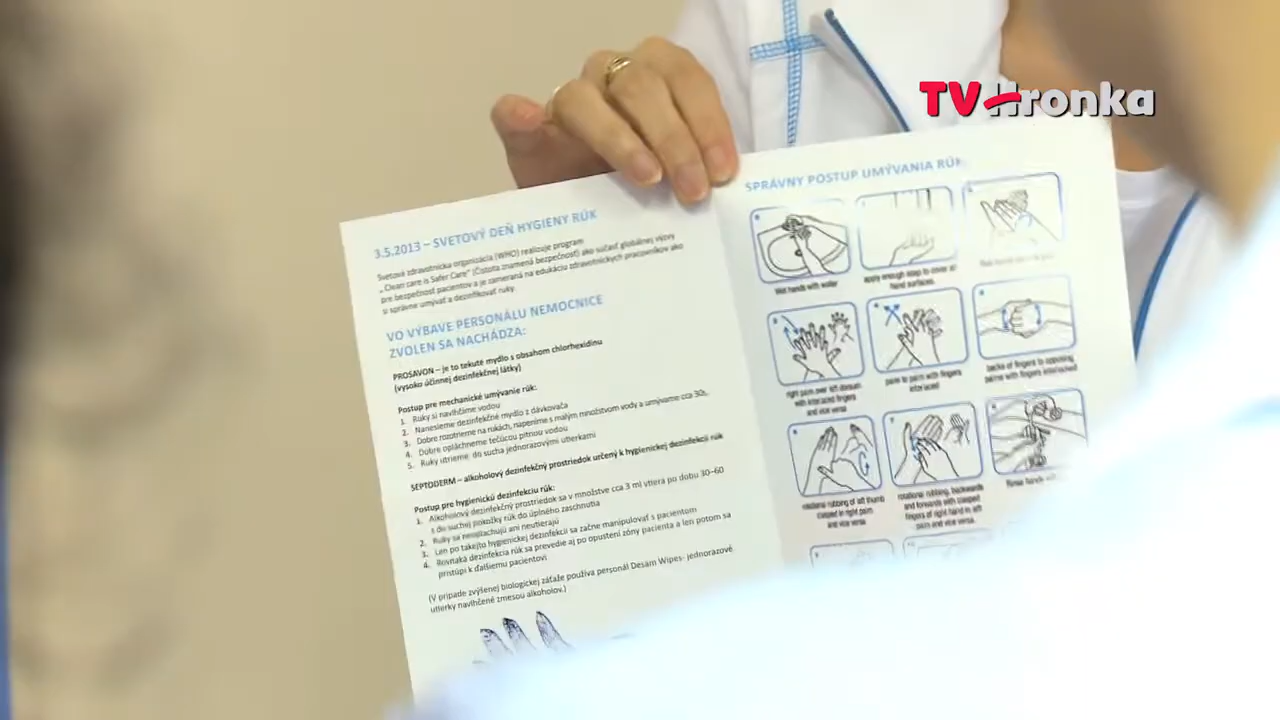 TV Hronka
3.5.2013 – SVETOVÝ DEŇ HYGIENY RÚK
Svetová zdravotnícka organizácia (WHO) realizuje program
„Clean care is Safer Care" (Čistota znamená bezpečnosť) ako súčasť globálnej výzvy
pre bezpečnosť pacientov a je zameraná na edukáciu zdravotníckych pracovníkov ako
si správne umývať a dezinfikovať ruky.
VO VÝBAVE PERSONÁLU NEMOCNICE
ZVOLEN SA NACHÁDZA:
PROSAVON – je to tekuté mydlo s obsahom chlorhexidínu
(vysoko účinnej dezinfekčnej látky)
Postup pre mechanické umývanie rúk:
1. Ruky si navlhčíme vodou
2. Nanesieme dezinfekčné mydlo z dávkovača
3. Dobre rozotrieme na rukách, napeníme s malým množstvom vody a umývame cca 30s.
4. Dobre opláchneme tečúcou pitnou vodou
5. Ruky utrieme do sucha jednorazovými utierkami
SEPTODERM – alkoholový dezinfekčný prostriedok určený k hygienickej dezinfekcii rúk
Postup pre hygienickú dezinfekciu rúk:
1. Alkoholový dezinfekčný prostriedok sa v množstve cca 3 ml vtiera po dobu 30–60
s do suchej pokožky rúk do úplného zaschnutia
2. Ruky sa neoplachujú ani neutierajú
3. Len po takejto hygienickej dezinfekcii sa začne manipulovať s pacientom
4. Rovnaká dezinfekcia rúk sa prevedie aj po opustení zóny pacienta a len potom sa
pristúpi k ďalšiemu pacientovi
(V prípade zvýšenej biologickej záťaže používa personál Desam Wipes- jednorazové
utierky navlhčené zmesou alkoholov.)
SPRÁVNY POSTUP UMÝVANIA RÚK
Wet hands with water
apply enough soap to cover all
hand surfaces.
right palm over left dorsum
with interlaced fingers
and vice versa
palm to palm with fingers
interlaced
backs of fingers to opposing
palms with fingers interlocked
rotational rubbing of left thumb
clasped in right palm
and vice versa
rotational rubbing, backwards
and forwards with clasped
fingers of right hand in left
palm and vice versa.
Rinse hands